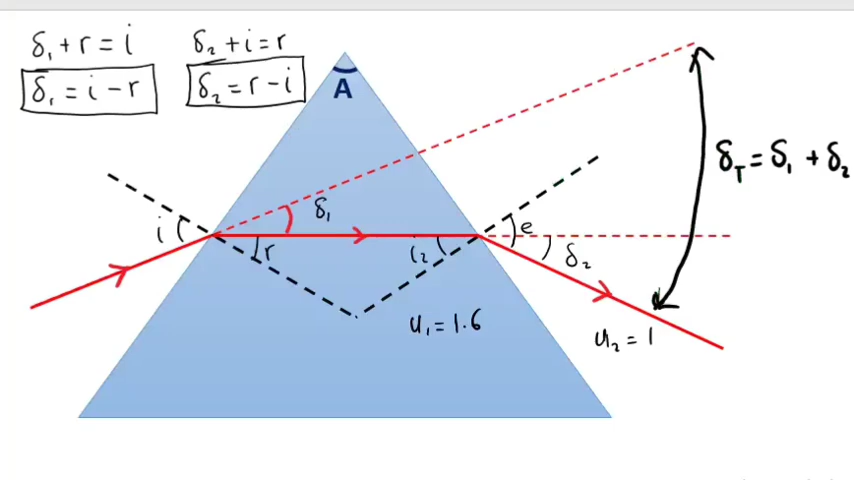 δ₁ + r = i
δ₂ + i = r
δ₁ = i − r
δ₂ = r − i
A
δ_T = δ₁ + δ₂
i
δ₁
r
i₂
e
δ₂
u₁ = 1.6
u₂ = 1